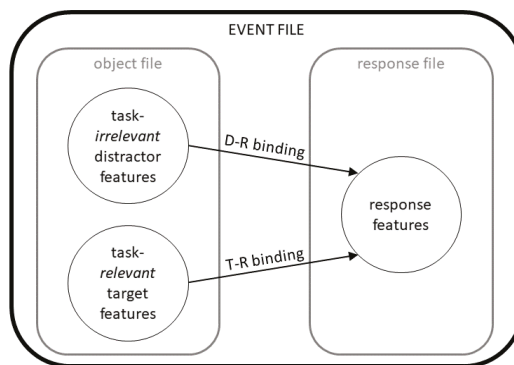 EVENT FILE
object file
response file
task-
irrelevant
distractor
features
D-R binding
response
features
task-
relevant
target
features
T-R binding